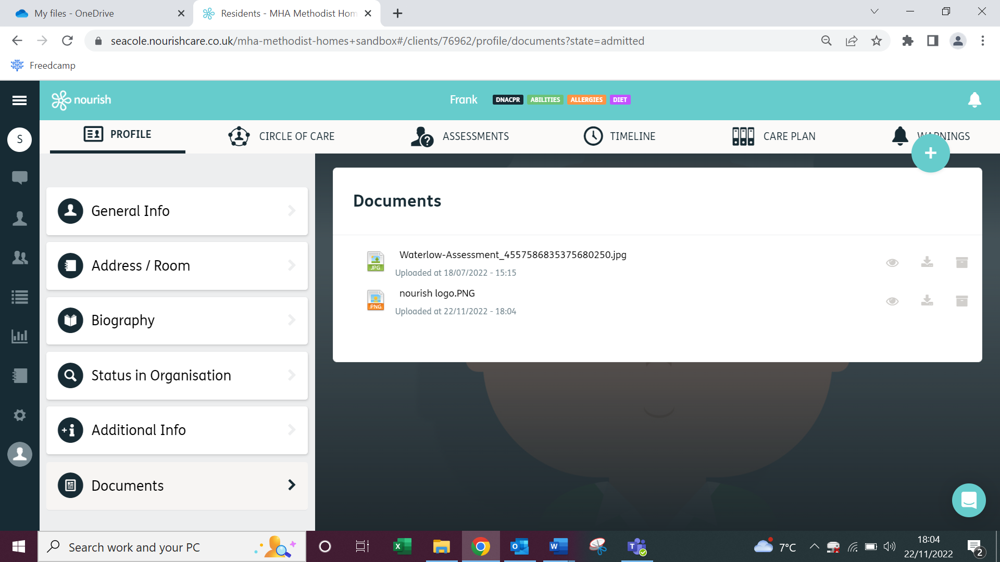 My files - OneDrive
Residents - MHA Methodist Hom
seacole.nourishcare.co.uk/mha-methodist-homes+sandbox#/clients/76962/profile/documents?state=admitted
Freedcamp
nourish
Frank DNACPR ABILITIES ALLERGIES DIET
S
PROFILE CIRCLE OF CARE ASSESSMENTS TIMELINE CARE PLAN WARNINGS
General Info
Address / Room
Biography
Status in Organisation
Additional Info
Documents
Documents
JPG
Waterlow-Assessment_4557586835375680250.jpg
Uploaded at 18/07/2022 - 15:15
PNG
nourish logo.PNG
Uploaded at 22/11/2022 - 18:04
Search work and your PC
7°C
18:04
22/11/2022
2